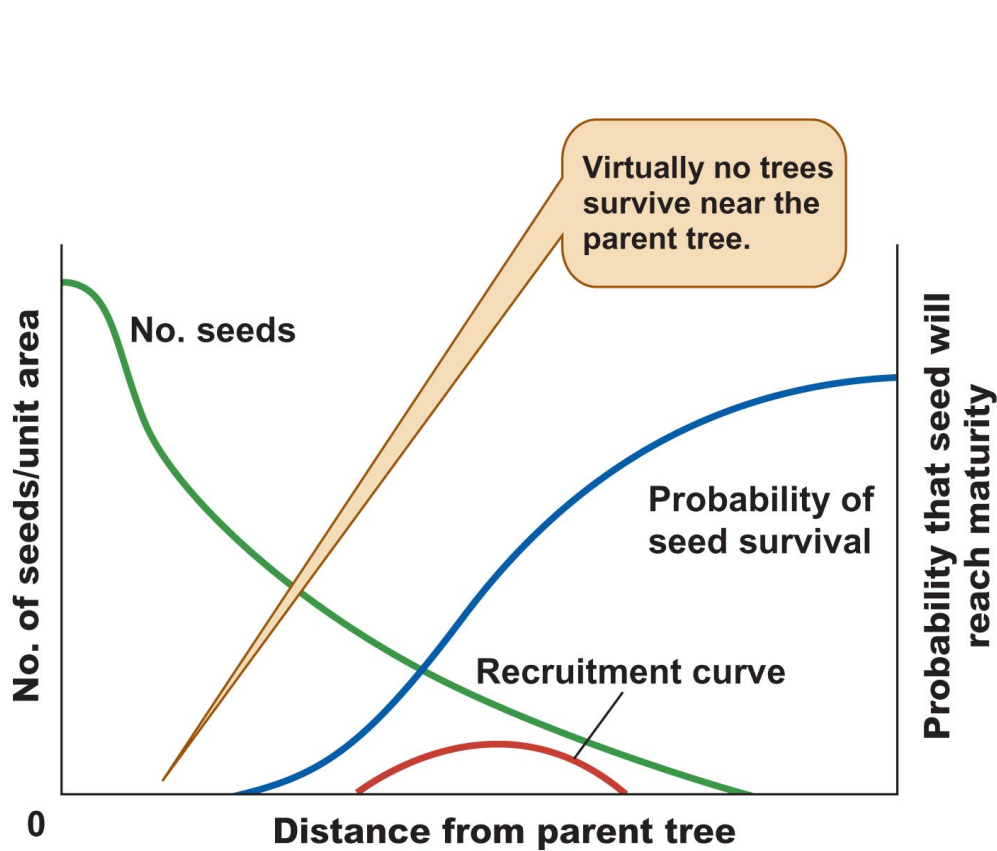 Virtually no trees
survive near the
parent tree.
No. seeds
No. of seeds/unit area
Probability of
seed survival
Recruitment curve
Probability that seed will
reach maturity
0
Distance from parent tree